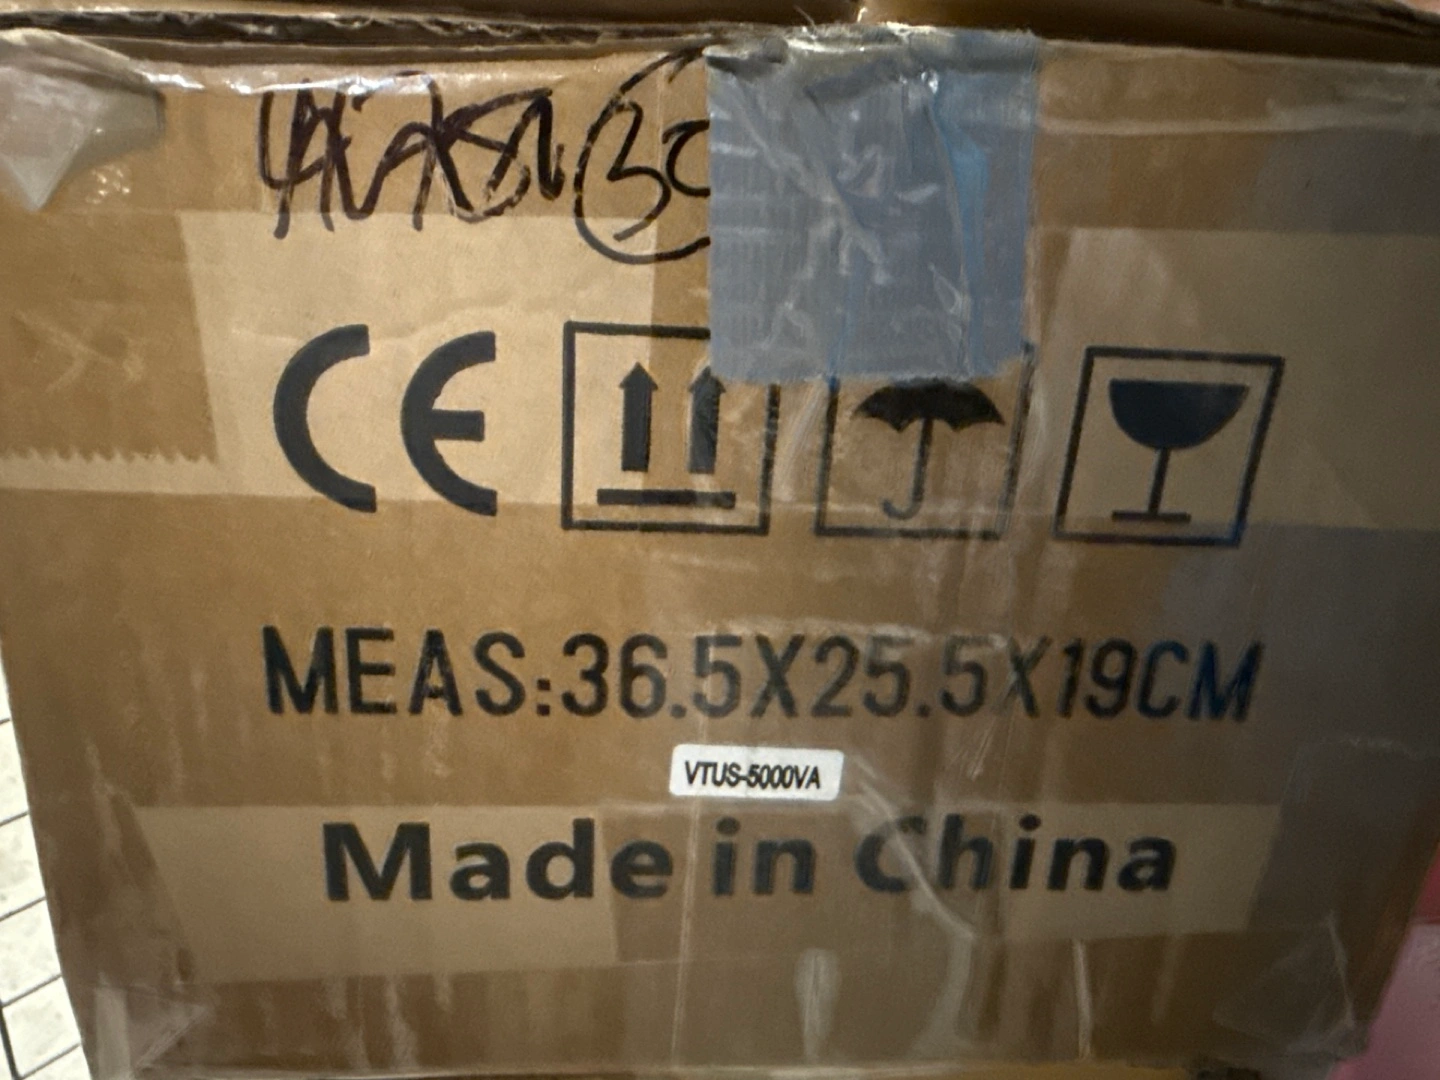 CE
MEAS:36.5X25.5X19CM
VTUS-5000VA
Made in China